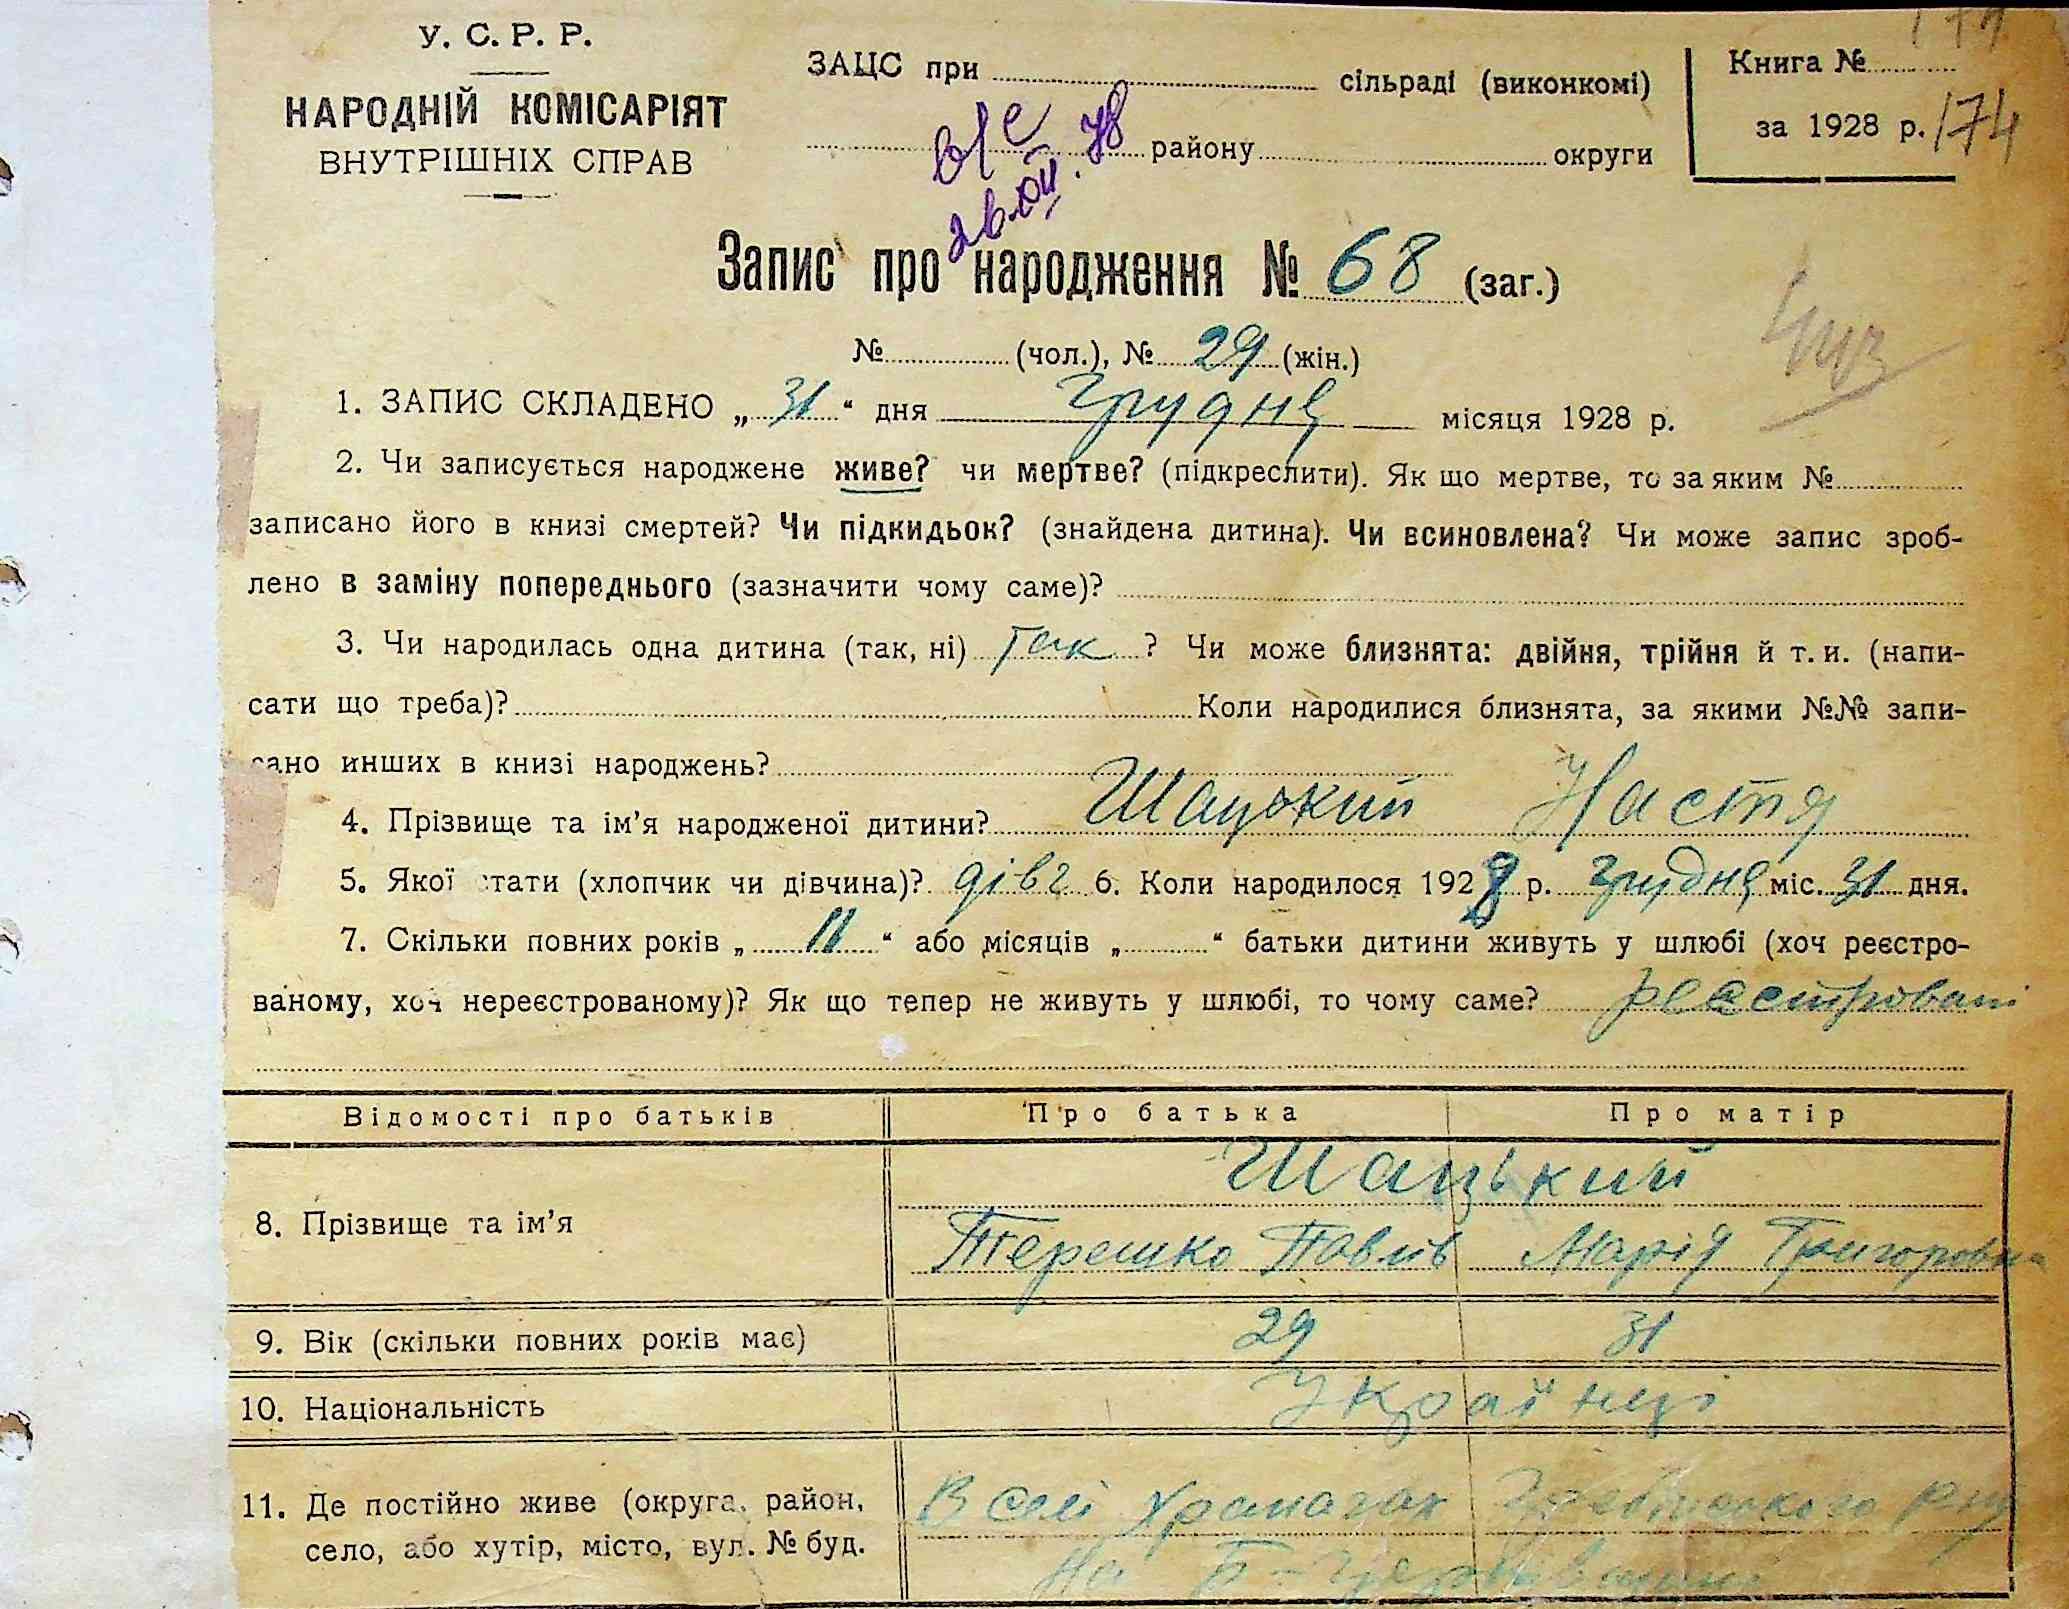 У. С. Р. Р.
НАРОДНІЙ КОМІСАРІЯТ
ВНУТРІШНІХ СПРАВ
ЗАЦС при сільраді (виконкомі)
району округи
Книга №
за 1928 р. 174
Запис про народження № 68 (заг.)
№ (чол.), № 29 (жін.)
1. ЗАПИС СКЛАДЕНО „ 31 “ дня Грудня місяця 1928 р.
2. Чи записується народжене живе? чи мертве? (підкреслити). Як що мертве, то за яким №
записано його в книзі смертей? Чи підкидьок? (знайдена дитина). Чи всиновлена? Чи може запис зроб-
лено в заміну попереднього (зазначити чому саме)?
3. Чи народилась одна дитина (так, ні) Так ? Чи може близнята: двійня, трійня й т. и. (напи-
сати що треба)? Коли народилися близнята, за якими №№ запи-
сано инших в книзі народжень?
4. Прізвище та ім’я народженої дитини? Шацький Настя
5. Якої стати (хлопчик чи дівчина)? дівч 6. Коли народилося 1928 р. Грудня міс. 31 дня.
7. Скільки повних років „ 11 “ або місяців „ “ батьки дитини живуть у шлюбі (хоч реєстро-
ваному, хоч нереєстрованому)? Як що тепер не живуть у шлюбі, то чому саме? реєстровані
Відомості про батьків Про батька Про матір
Шацький
8. Прізвище та ім’я Терешко Павлів Марія Григоровна
9. Вік (скільки повних років має) 29 31
10. Національність Українці
11. Де постійно живе (округа, район, В селі
село, або хутір, місто, вул. № буд. на